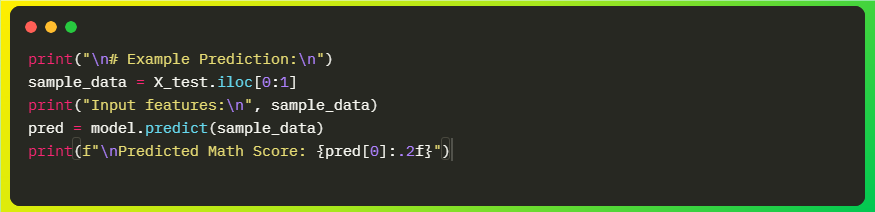 print("\n# Example Prediction:\n")
sample_data = X_test.iloc[0:1]
print("Input features:\n", sample_data)
pred = model.predict(sample_data)
print(f"\nPredicted Math Score: {pred[0]:.2f}")